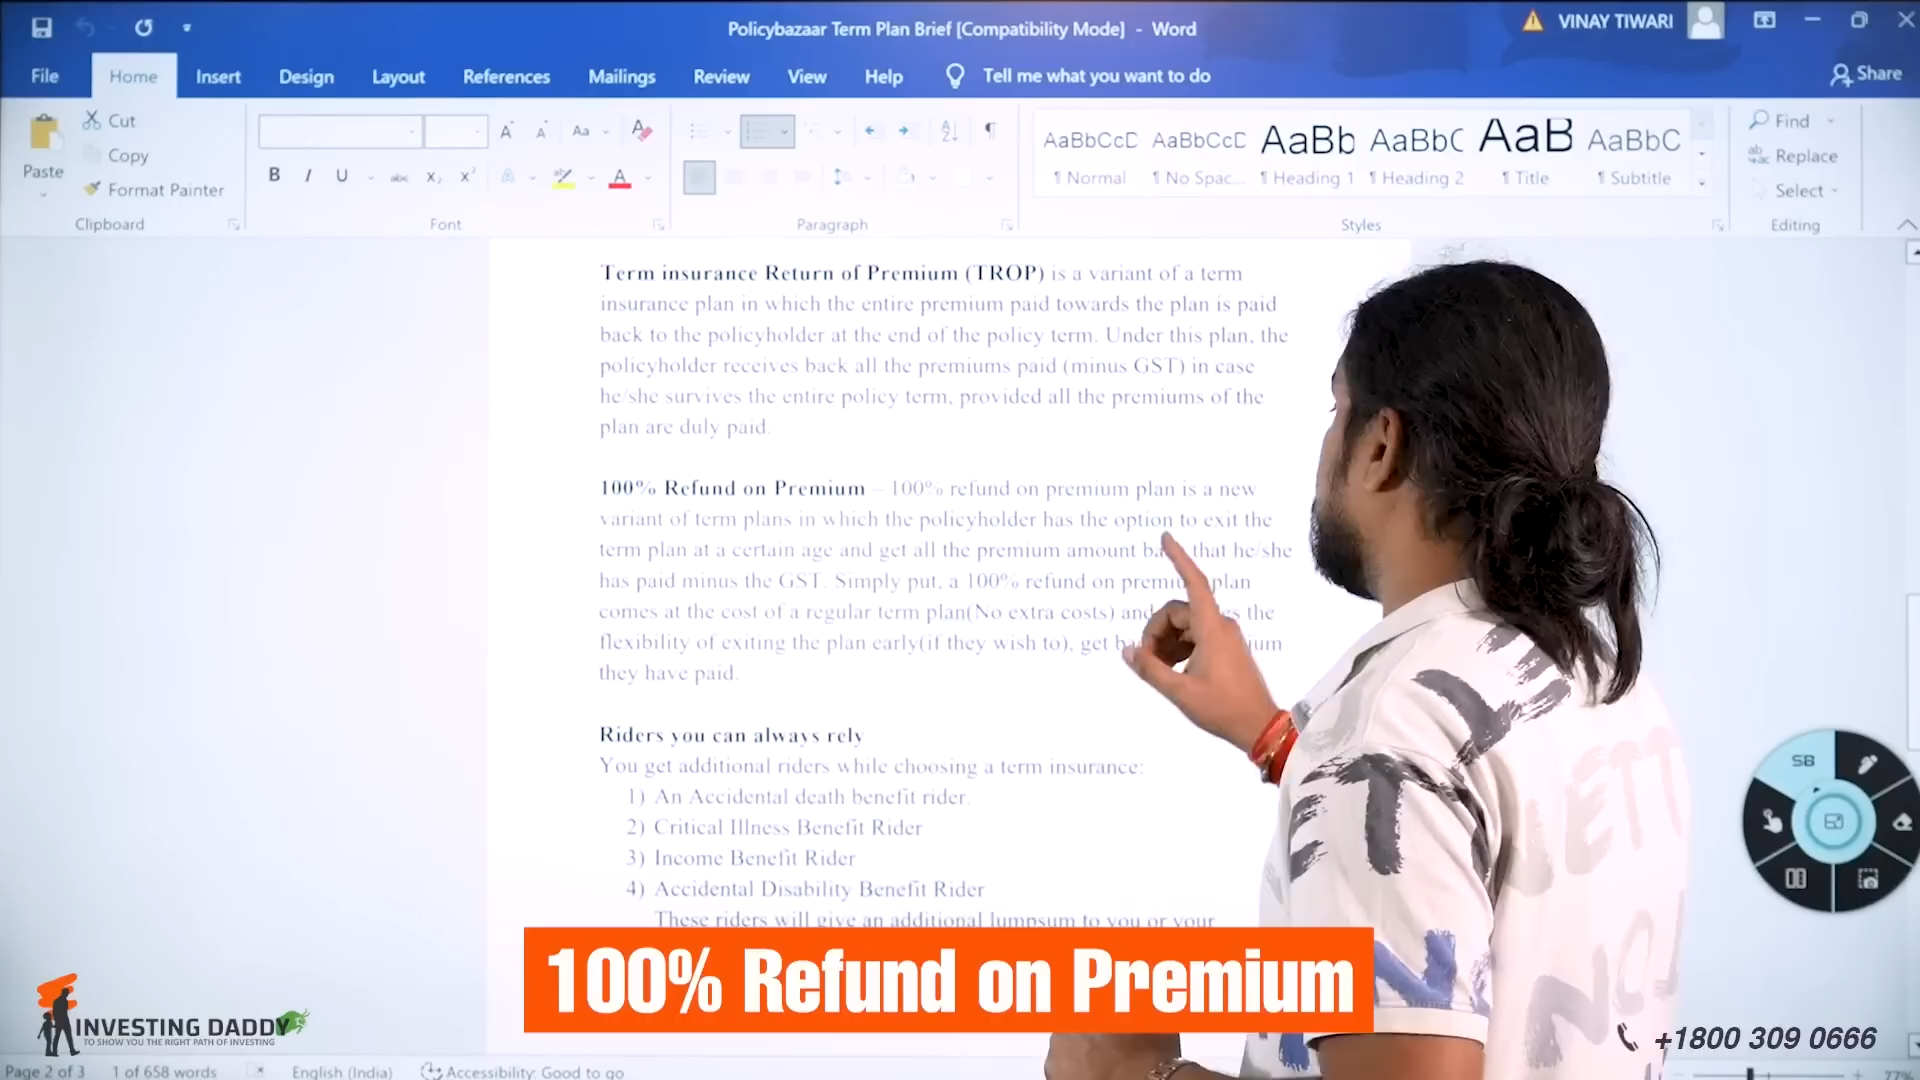 Policybazaar Term Plan Brief [Compatibility Mode] - Word
VINAY TIWARI
File Home Insert Design Layout References Mailings Review View Help Tell me what you want to do
Share
Paste
Cut
Copy
Format Painter
Clipboard
Font
Paragraph
AaBbCcD AaBbCcD AaBb AaBbC AaB AaBbC
¶ Normal ¶ No Spac... ¶ Heading 1 ¶ Heading 2 ¶ Title ¶ Subtitle
Styles
Find
Replace
Select
Editing
Term insurance Return of Premium (TROP) is a variant of a term
insurance plan in which the entire premium paid towards the plan is paid
back to the policyholder at the end of the policy term. Under this plan, the
policyholder receives back all the premiums paid (minus GST) in case
he/she survives the entire policy term, provided all the premiums of the
plan are duly paid.
100% Refund on Premium – 100% refund on premium plan is a new
variant of term plans in which the policyholder has the option to exit the
term plan at a certain age and get all the premium amount that he/she
has paid minus the GST. Simply put, a 100% refund on plan
comes at the cost of a regular term plan(No extra costs) and the
flexibility of exiting the plan early(if they wish to), get
they have paid.
Riders you can always rely
You get additional riders while choosing a term insurance:
1) An Accidental death benefit rider.
2) Critical Illness Benefit Rider
3) Income Benefit Rider
4) Accidental Disability Benefit Rider
These riders will give an additional lumpsum to you or your
SB
100% Refund on Premium
INVESTING DADDY
TO SHOW YOU THE RIGHT PATH OF INVESTING
+1800 309 0666
Page 2 of 3 1 of 658 words English (India) Accessibility: Good to go 77%